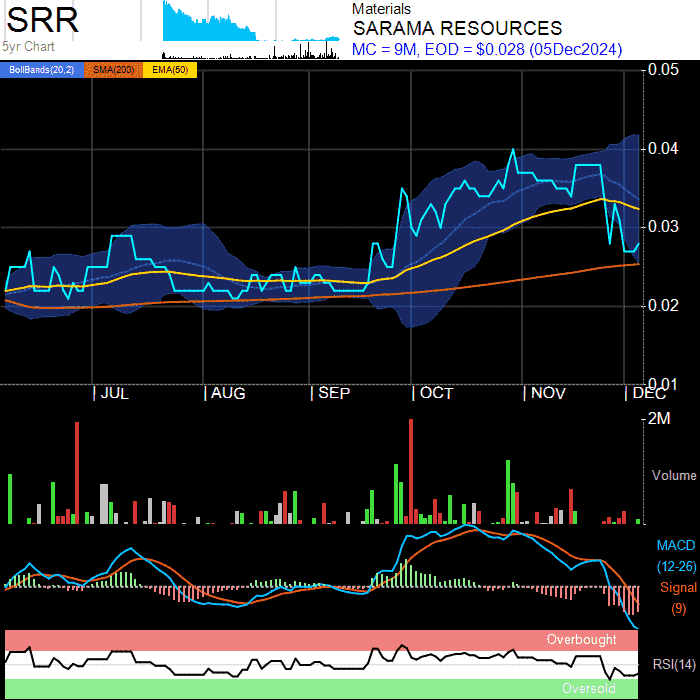 SRR
5yr Chart
Materials
SARAMA RESOURCES
MC = 9M, EOD = $0.028 (05Dec2024)
BollBands(20,2) SMA(200) EMA(50)
0.05
0.04
0.03
0.02
0.01
JUL AUG SEP OCT NOV DEC
2M
Volume
MACD
(12-26)
Signal
(9)
Overbought
RSI(14)
Oversold